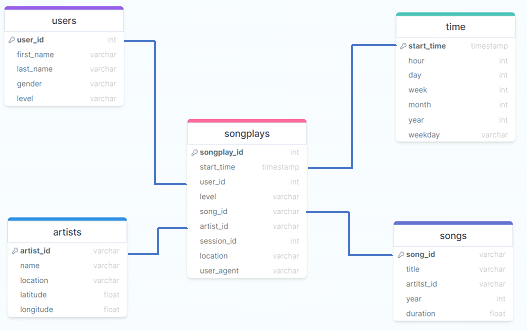 users
user_id int
first_name varchar
last_name varchar
gender varchar
level varchar
time
start_time timestamp
hour int
day int
week int
month int
year int
weekday varchar
songplays
songplay_id int
start_time timestamp
user_id int
level varchar
song_id varchar
artist_id varchar
session_id int
location varchar
user_agent varchar
artists
artist_id varchar
name varchar
location varchar
latitude float
longitude float
songs
song_id varchar
title varchar
artitst_id varchar
year int
duration float